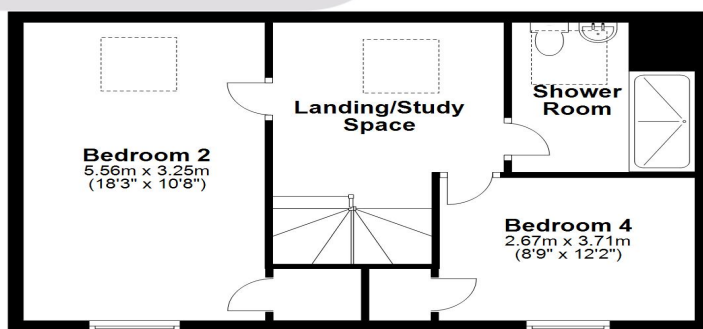 Bedroom 2
5.56m x 3.25m
(18'3" x 10'8")
Landing/Study
Space
Shower
Room
Bedroom 4
2.67m x 3.71m
(8'9" x 12'2")